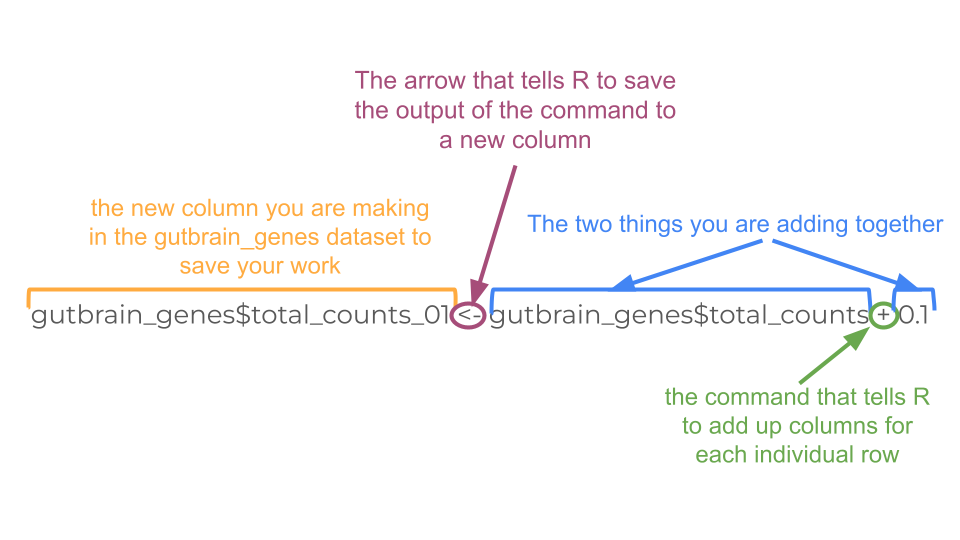 The arrow that tells R to save
the output of the command to
a new column
the new column you are making
in the gutbrain_genes dataset to
save your work
The two things you are adding together
gutbrain_genes$total_counts_01 <- gutbrain_genes$total_counts + 0.1
the command that tells R
to add up columns for
each individual row